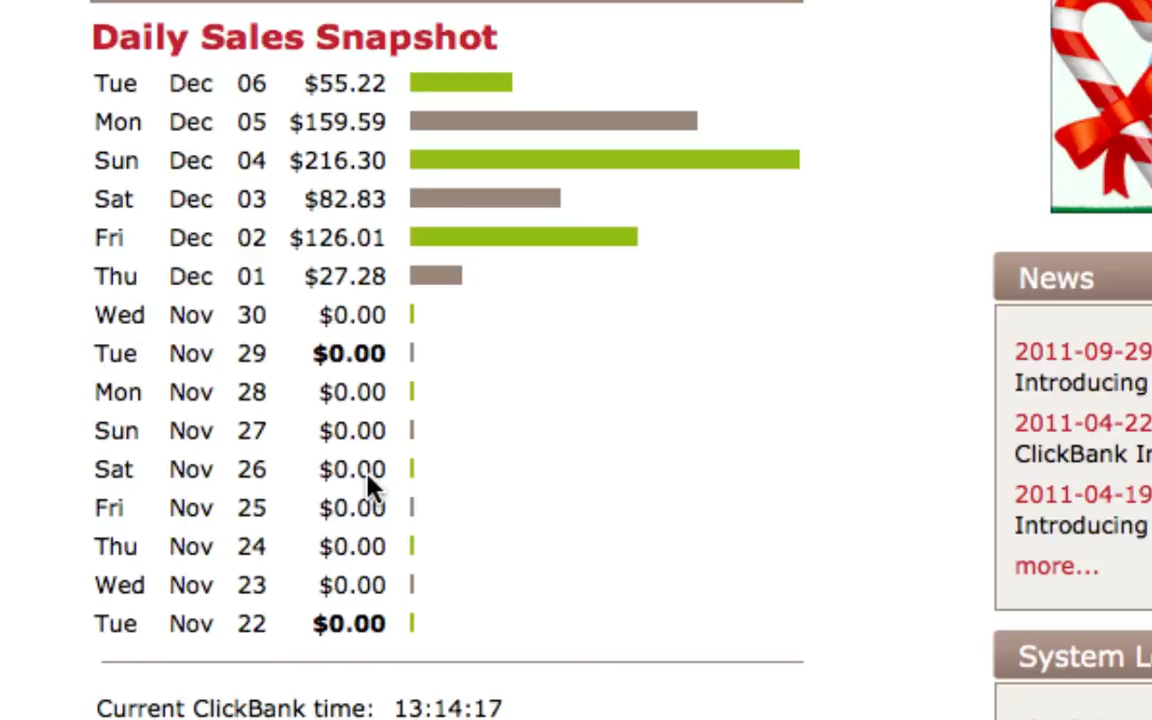 Daily Sales Snapshot
Tue Dec 06 $55.22
Mon Dec 05 $159.59
Sun Dec 04 $216.30
Sat Dec 03 $82.83
Fri Dec 02 $126.01
Thu Dec 01 $27.28
Wed Nov 30 $0.00
Tue Nov 29 $0.00
Mon Nov 28 $0.00
Sun Nov 27 $0.00
Sat Nov 26 $0.00
Fri Nov 25 $0.00
Thu Nov 24 $0.00
Wed Nov 23 $0.00
Tue Nov 22 $0.00
Current ClickBank time: 13:14:17
News
2011-09-29
Introducing
2011-04-22
ClickBank
2011-04-19
Introducing
more...
System